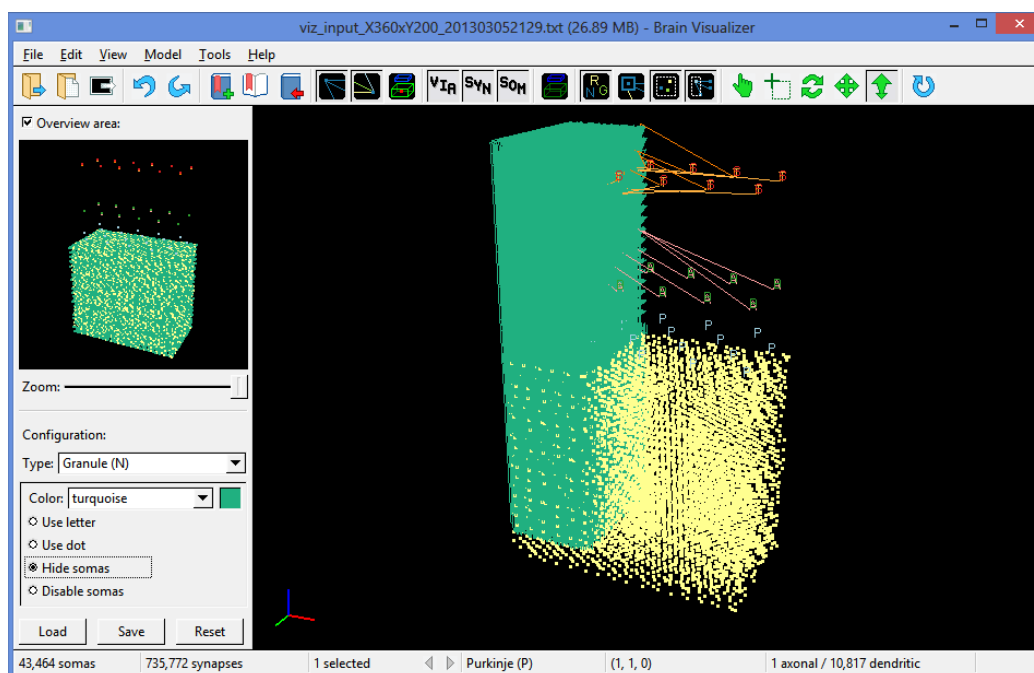 viz_input_X360xY200_201303052129.txt (26.89 MB) - Brain Visualizer
File Edit View Model Tools Help
VIA SYN SOM R N G
Overview area:
Zoom:
Configuration:
Type: Granule (N)
Color: turquoise
Use letter
Use dot
Hide somas
Disable somas
Load Save Reset
P P P P P P P P P
43,464 somas 735,772 synapses 1 selected Purkinje (P) (1, 1, 0) 1 axonal / 10,817 dendritic